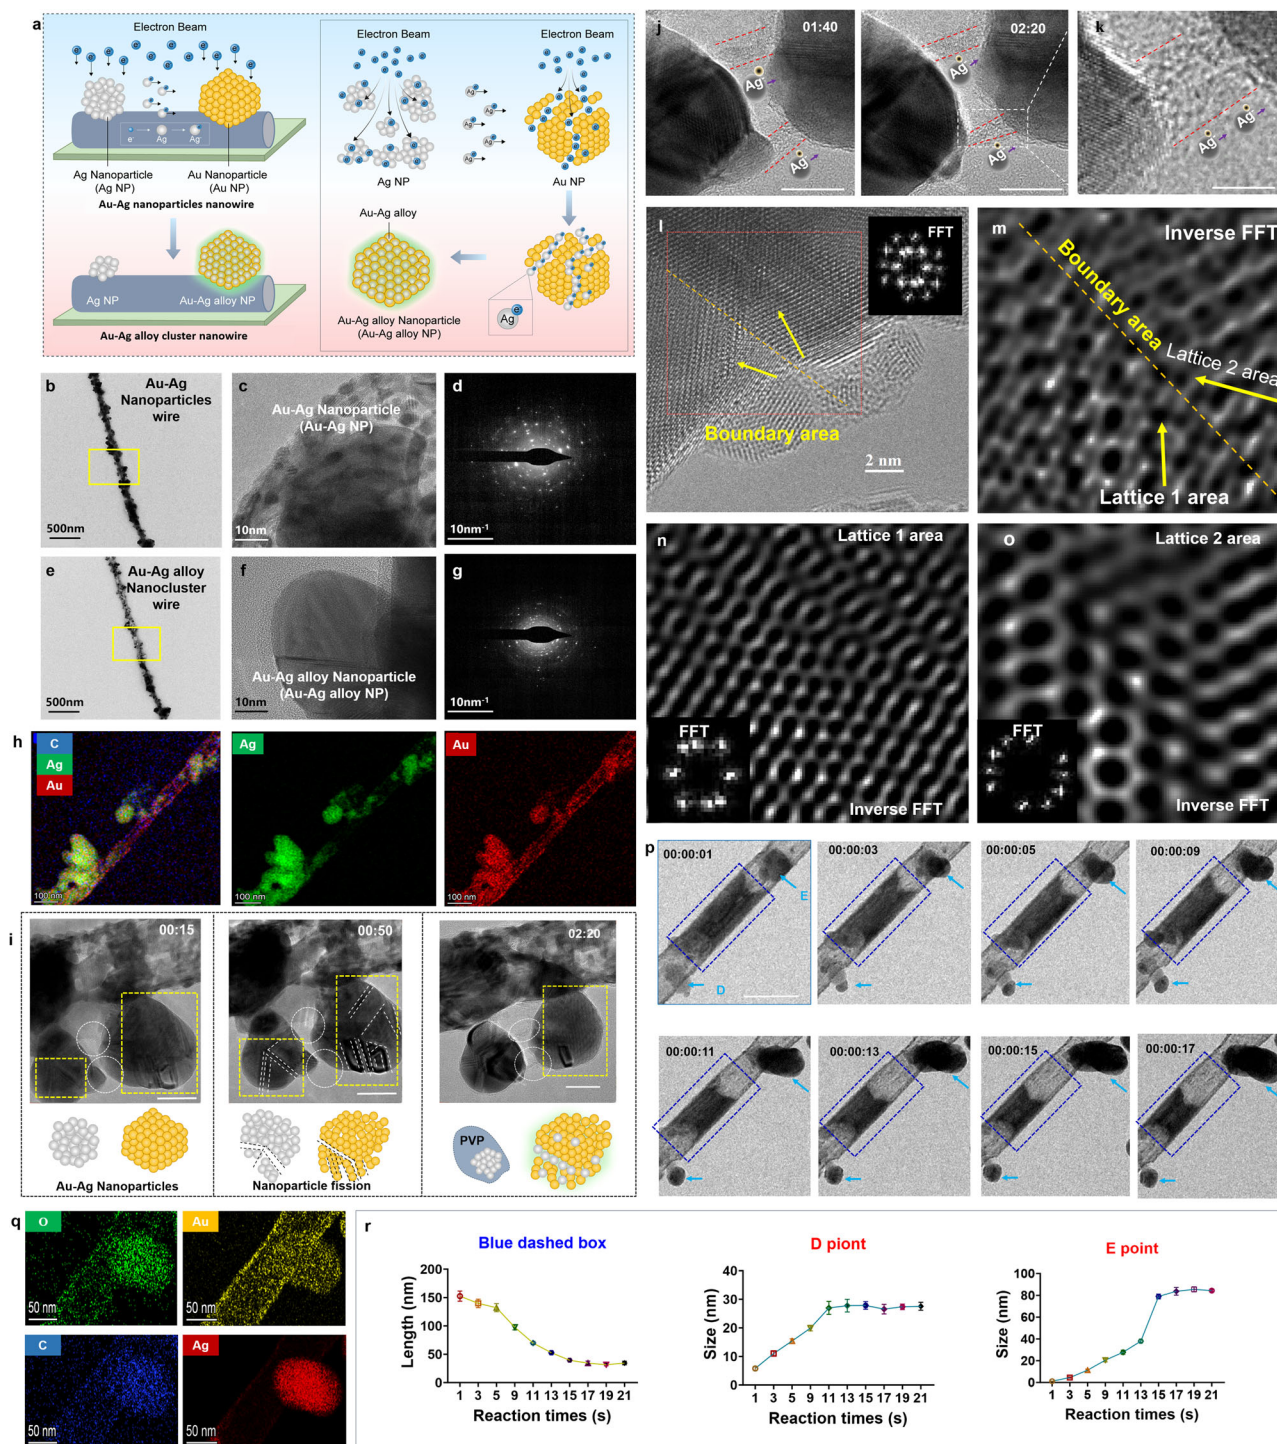 a
Electron Beam
Ag Nanoparticle
(Ag NP)
Au Nanoparticle
(Au NP)
Au-Ag nanoparticles nanowire
e⁻
Ag
Ag⁻
Ag NP
Au-Ag alloy NP
Au-Ag alloy cluster nanowire
Electron Beam
Electron Beam
Ag NP
Au NP
Au-Ag alloy
Au-Ag alloy Nanoparticle
(Au-Ag alloy NP)
Ag
e
b
Au-Ag
Nanoparticles
wire
500nm
c
Au-Ag Nanoparticle
(Au-Ag NP)
10nm
d
10nm⁻¹
e
Au-Ag alloy
Nanocluster
wire
500nm
f
Au-Ag alloy Nanoparticle
(Au-Ag alloy NP)
10nm
g
10nm⁻¹
h
C
Ag
Au
100 nm
Ag
100 nm
Au
100 nm
i
00:15
00:50
02:20
PVP
Au-Ag Nanoparticles
Nanoparticle fission
j
01:40
Ag
Ag
02:20
Ag
Ag
k
Ag
Ag
l
FFT
Boundary area
2 nm
m
Inverse FFT
Boundary area
Lattice 2 area
Lattice 1 area
n
Lattice 1 area
FFT
Inverse FFT
o
Lattice 2 area
FFT
Inverse FFT
p
00:00:01
E
D
00:00:03
00:00:05
00:00:09
00:00:11
00:00:13
00:00:15
00:00:17
q
O
50 nm
Au
50 nm
C
50 nm
Ag
50 nm
r
Blue dashed box
Length (nm)
200
150
100
50
0
1 3 5 9 11 13 15 17 19 21
Reaction times (s)
D piont
Size (nm)
40
30
20
10
0
1 3 5 9 11 13 15 17 19 21
Reaction times (s)
E point
Size (nm)
100
80
60
40
20
0
1 3 5 9 11 13 15 17 19 21
Reaction times (s)